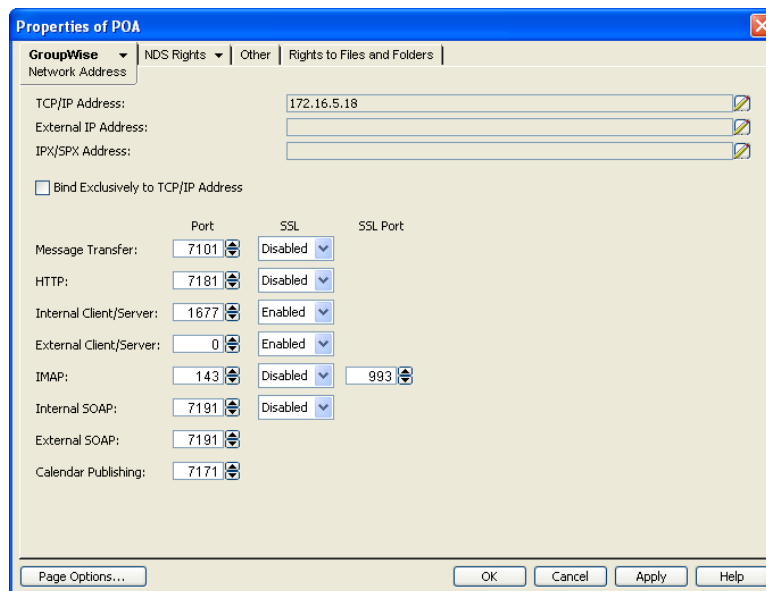 Properties of POA
GroupWise NDS Rights Other Rights to Files and Folders
Network Address
TCP/IP Address: 172.16.5.18
External IP Address:
IPX/SPX Address:
Bind Exclusively to TCP/IP Address
Port SSL SSL Port
Message Transfer: 7101 Disabled
HTTP: 7181 Disabled
Internal Client/Server: 1677 Enabled
External Client/Server: 0 Enabled
IMAP: 143 Disabled 993
Internal SOAP: 7191 Disabled
External SOAP: 7191
Calendar Publishing: 7171
Page Options... OK Cancel Apply Help